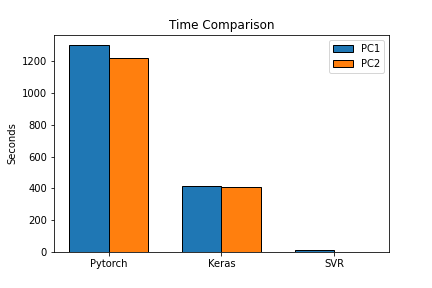 Time Comparison
PC1
PC2
Seconds
1200
1000
800
600
400
200
0
Pytorch
Keras
SVR